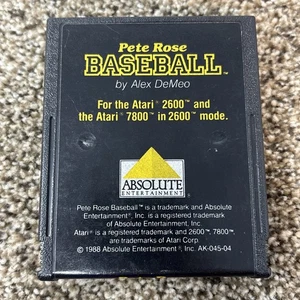 Pete Rose
BASEBALL™
by Alex DeMeo
For the Atari® 2600™ and
the Atari® 7800™ in 2600™ mode.
ABSOLUTE
ENTERTAINMENT
Pete Rose Baseball™ is a trademark and Absolute
Entertainment®, Inc. is a registered trademark
of Absolute Entertainment, Inc.
Atari® is a registered trademark and 2600™, 7800™,
are trademarks of Atari Corp.
© 1988 Absolute Entertainment®, Inc. AK-045-04